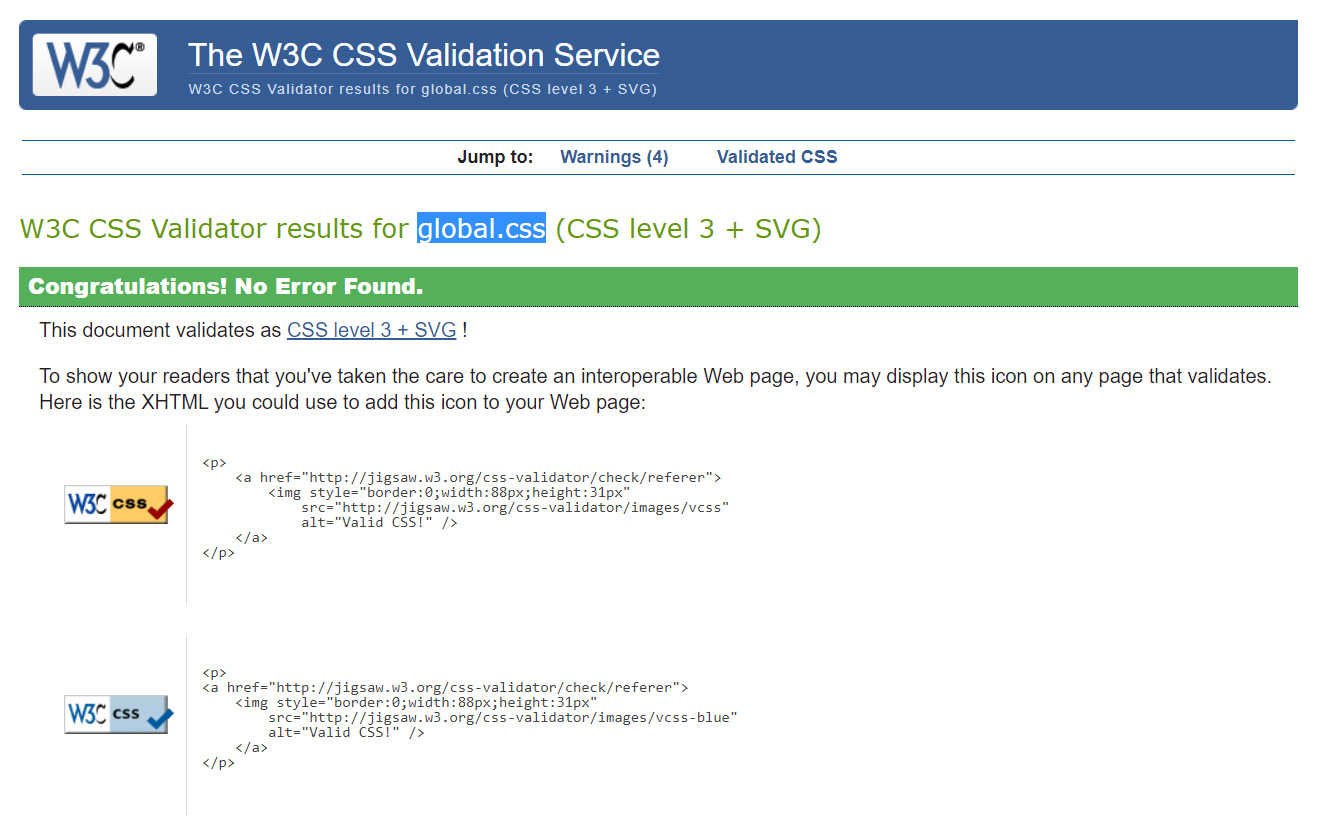 W3C®
The W3C CSS Validation Service
W3C CSS Validator results for global.css (CSS level 3 + SVG)
Jump to: Warnings (4) Validated CSS
W3C CSS Validator results for global.css (CSS level 3 + SVG)
Congratulations! No Error Found.
This document validates as CSS level 3 + SVG !
To show your readers that you've taken the care to create an interoperable Web page, you may display this icon on any page that validates.
Here is the XHTML you could use to add this icon to your Web page:
W3C css
<p>
    <a href="http://jigsaw.w3.org/css-validator/check/referer">
        <img style="border:0;width:88px;height:31px"
            src="http://jigsaw.w3.org/css-validator/images/vcss"
            alt="Valid CSS!" />
    </a>
</p>
W3C css
<p>
<a href="http://jigsaw.w3.org/css-validator/check/referer">
    <img style="border:0;width:88px;height:31px"
        src="http://jigsaw.w3.org/css-validator/images/vcss-blue"
        alt="Valid CSS!" />
    </a>
</p>